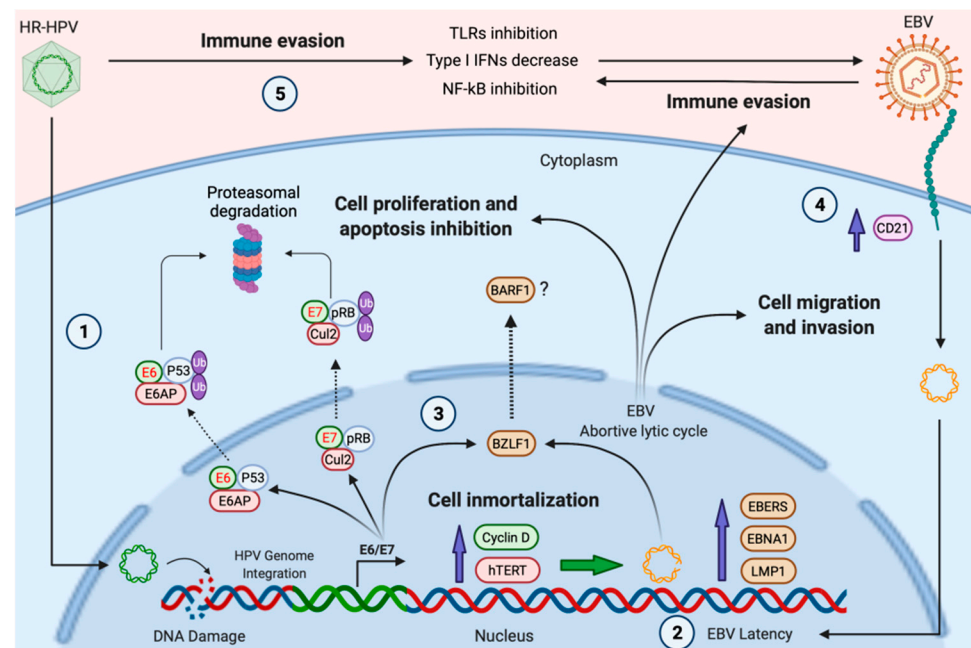 HR-HPV
EBV
Immune evasion
TLRs inhibition
Type I IFNs decrease
NF-kB inhibition
5
Immune evasion
Cytoplasm
4
CD21
Proteasomal
degradation
Cell proliferation and
apoptosis inhibition
BARF1 ?
Cell migration
and invasion
1
E7 pRB Ub
Cul2 Ub
E6 P53 Ub
E6AP Ub
3
EBV
Abortive lytic cycle
E7 pRB
Cul2
BZLF1
E6 P53
E6AP
Cell inmortalization
EBERS
EBNA1
LMP1
Cyclin D
hTERT
E6/E7
HPV Genome
Integration
DNA Damage
Nucleus
2
EBV Latency